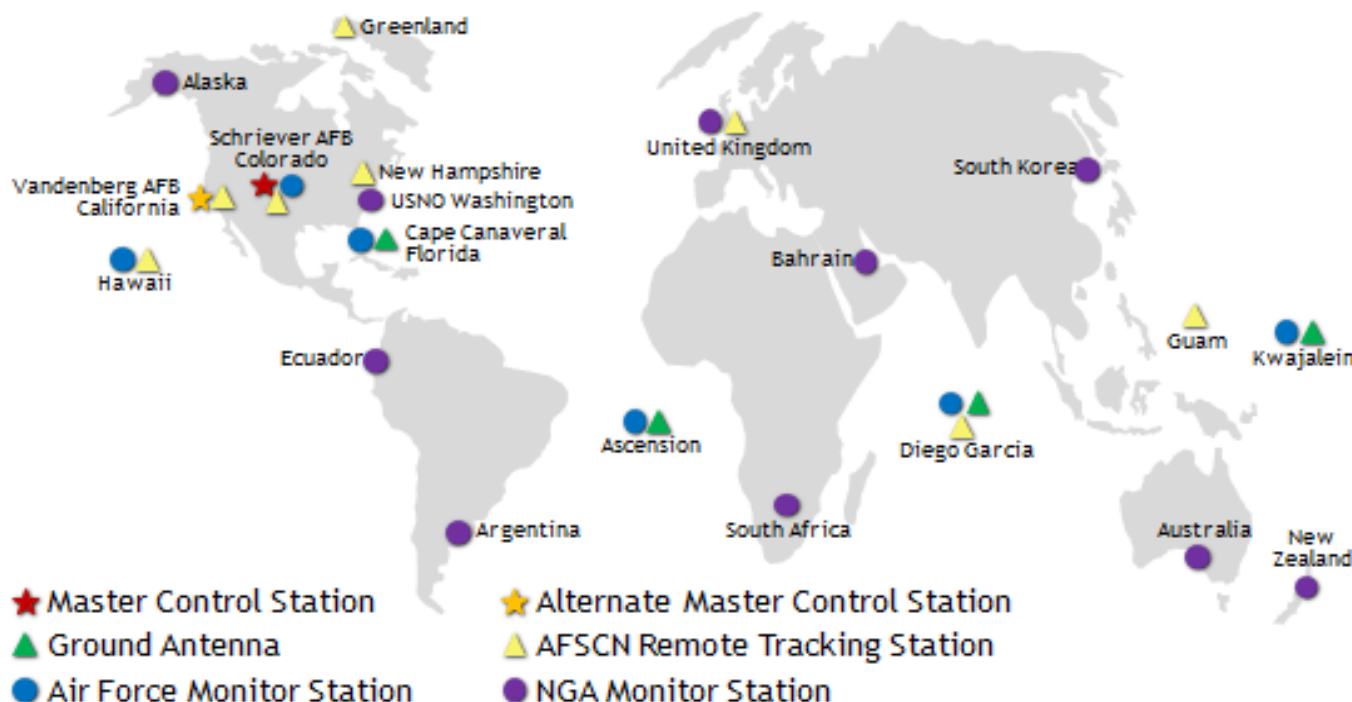 Greenland
Alaska
Schriever AFB
Colorado
United Kingdom
South Korea
New Hampshire
Vandenberg AFB
California
USNO Washington
Cape Canaveral
Florida
Bahrain
Hawaii
Guam
Kwajalein
Ecuador
Ascension
Diego Garcia
Argentina
South Africa
Australia
New
Zealand
Master Control Station
Alternate Master Control Station
Ground Antenna
AFSCN Remote Tracking Station
Air Force Monitor Station
NGA Monitor Station